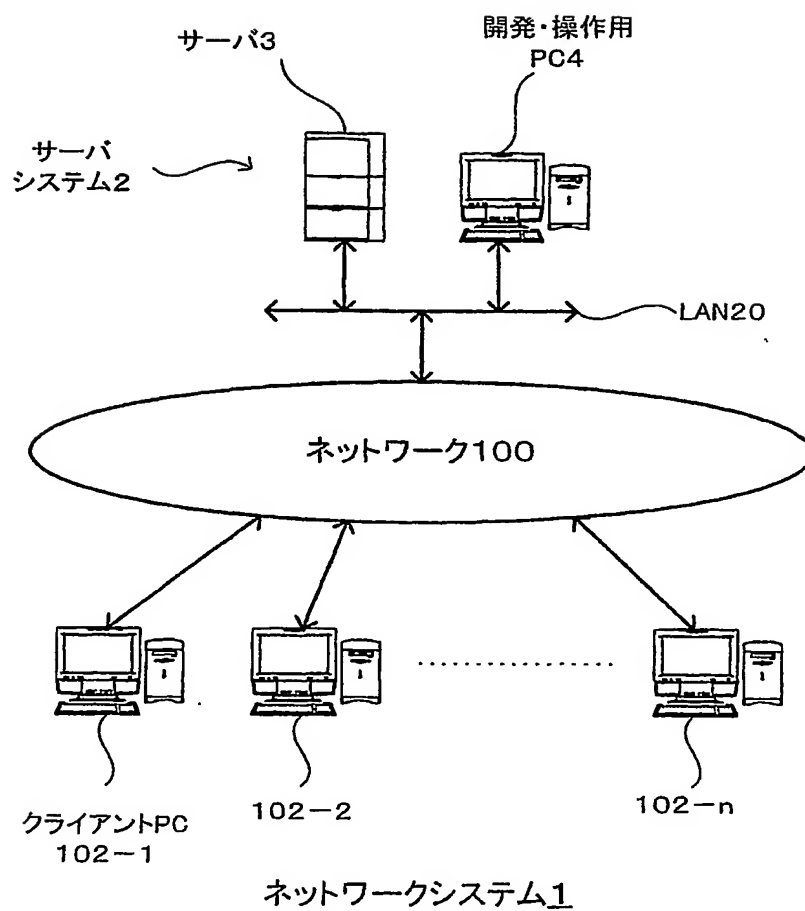 サーバ3
開発・操作用
PC4
サーバ
システム2
LAN20
ネットワーク100
クライアントPC
102-1
102-2
102-n
ネットワークシステム1